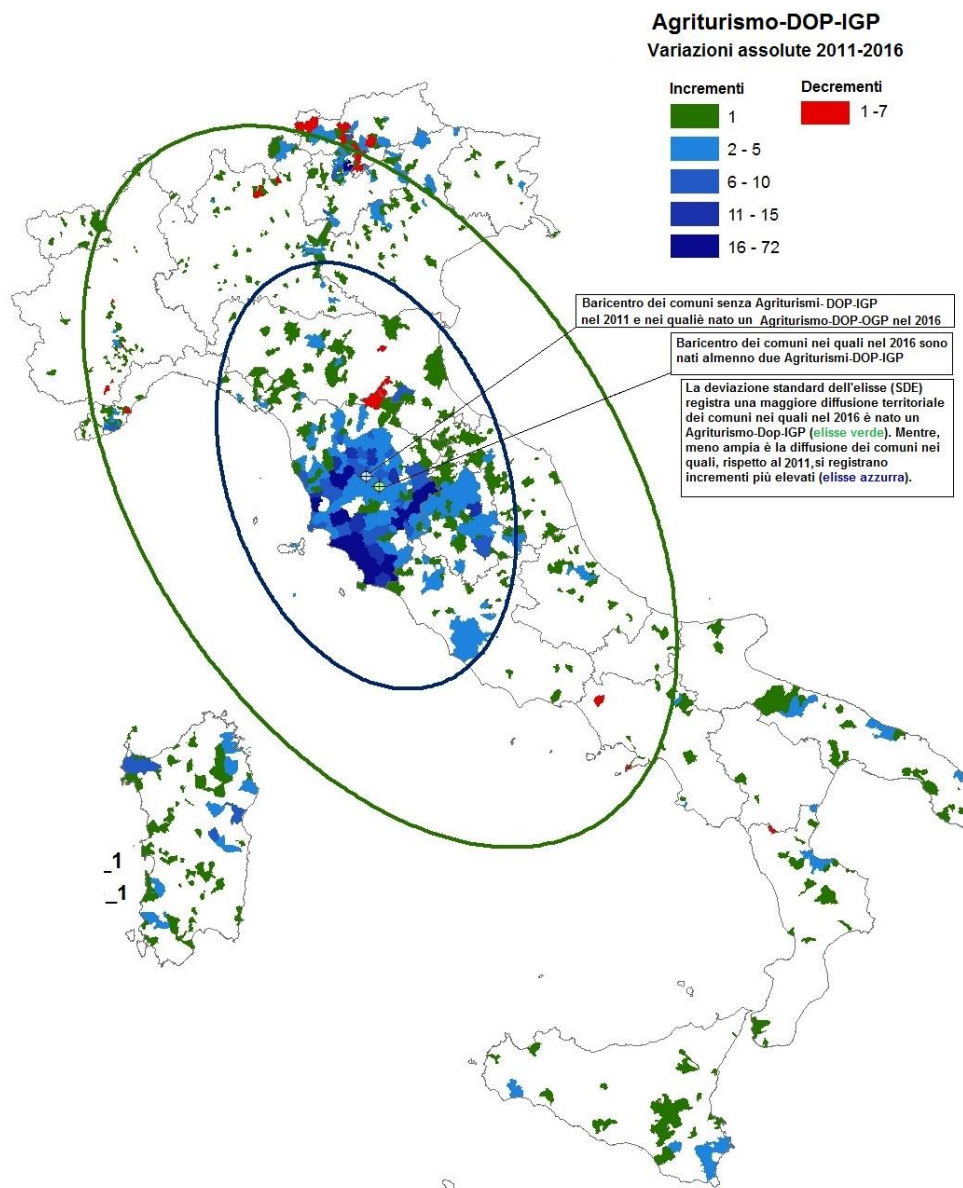 Agriturismo-DOP-IGP
Variazioni assolute 2011-2016
Incrementi
Decrementi
1
1 -7
2 - 5
6 - 10
11 - 15
16 - 72
Baricentro dei comuni senza Agriturismi- DOP-IGP
nel 2011 e nei qualiè nato un Agriturismo-DOP-OGP nel 2016
Baricentro dei comuni nei quali nel 2016 sono
nati almenno due Agriturismi-DOP-IGP
La deviazione standard dell'elisse (SDE)
registra una maggiore diffusione territoriale
dei comuni nei quali nel 2016 è nato un
Agriturismo-Dop-IGP (elisse verde). Mentre,
meno ampia è la diffusione dei comuni nei
quali, rispetto al 2011,si registrano
incrementi più elevati (elisse azzurra).
_1
_1